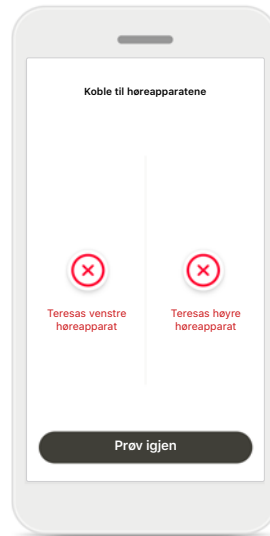 Koble til høreapparatene
Teresas venstre
høreapparat
Teresas høyre
høreapparat
Prøv igjen